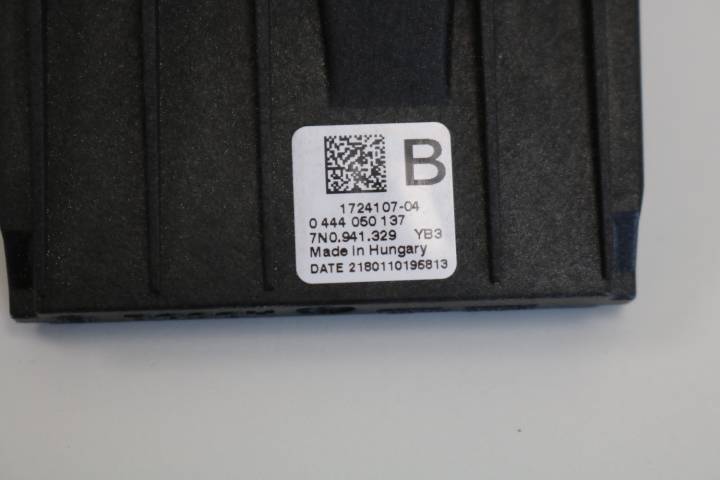 B
1724107-04
0 444 050 137
7N0.941.329 YB3
Made in Hungary
DATE 2180110195813